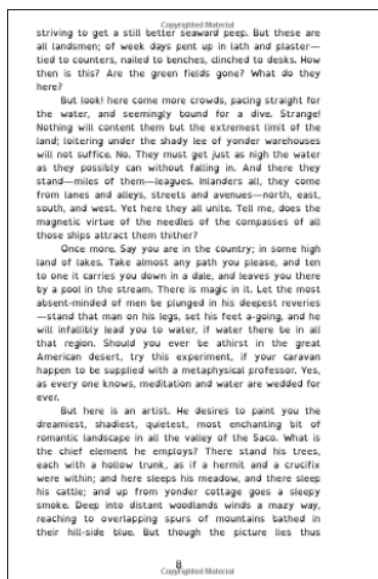 Copyrighted Material
striving to get a still better seaward peep. But these are
all landsmen; of week days pent up in lath and plaster—
tied to counters, nailed to benches, clinched to desks. How
then is this? Are the green fields gone? What do they
here?
But look! here come more crowds, pacing straight for
the water, and seemingly bound for a dive. Strange!
Nothing will content them but the extremest limit of the
land; loitering under the shady lee of yonder warehouses
will not suffice. No. They must get just as nigh the water
as they possibly can without falling in. And there they
stand—miles of them—leagues. Inlanders all, they come
from lanes and alleys, streets and avenues—north, east,
south, and west. Yet here they all unite. Tell me, does the
magnetic virtue of the needles of the compasses of all
those ships attract them thither?
Once more. Say you are in the country; in some high
land of lakes. Take almost any path you please, and ten
to one it carries you down in a dale, and leaves you there
by a pool in the stream. There is magic in it. Let the most
absent-minded of men be plunged in his deepest reveries
—stand that man on his legs, set his feet a-going, and he
will infallibly lead you to water, if water there be in all
that region. Should you ever be athirst in the great
American desert, try this experiment, if your caravan
happen to be supplied with a metaphysical professor. Yes,
as every one knows, meditation and water are wedded for
ever.
But here is an artist. He desires to paint you the
dreamiest, shadiest, quietest, most enchanting bit of
romantic landscape in all the valley of the Saco. What is
the chief element he employs? There stand his trees,
each with a hollow trunk, as if a hermit and a crucifix
were within; and here sleeps his meadow, and there sleep
his cattle; and up from yonder cottage goes a sleepy
smoke. Deep into distant woodlands winds a mazy way,
reaching to overlapping spurs of mountains bathed in
their hill-side blue. But though the picture lies thus
8
Copyrighted Material